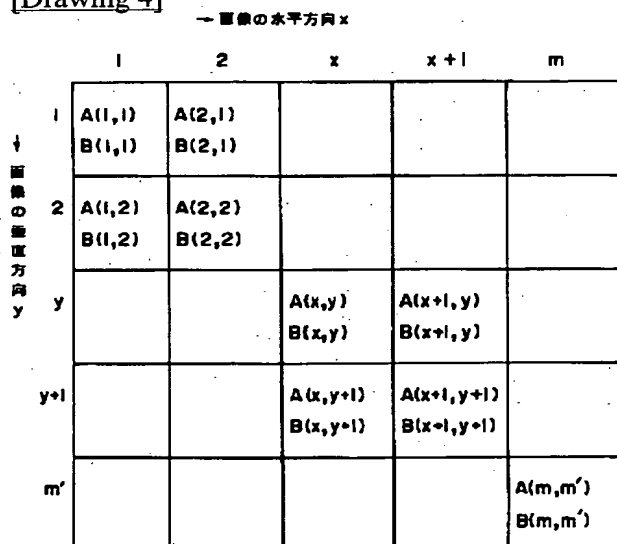 [Drawing 4]
→ 画像の水平方向 x
1 2 x x+1 m
↓ 画像の垂直方向 y
1 A(1,1) A(2,1)
B(1,1) B(2,1)
2 A(1,2) A(2,2)
B(1,2) B(2,2)
y A(x,y) A(x+1,y)
B(x,y) B(x+1,y)
y+1 A(x,y+1) A(x+1,y+1)
B(x,y+1) B(x+1,y+1)
m′ A(m,m′)
B(m,m′)